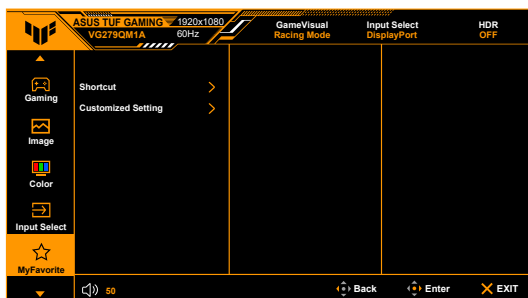 ASUS TUF GAMING 1920x1080 GameVisual Input Select HDR
VG279QM1A 60Hz Racing Mode DisplayPort OFF
Gaming
Shortcut
Customized Setting
Image
Color
Input Select
MyFavorite
50 Back Enter EXIT